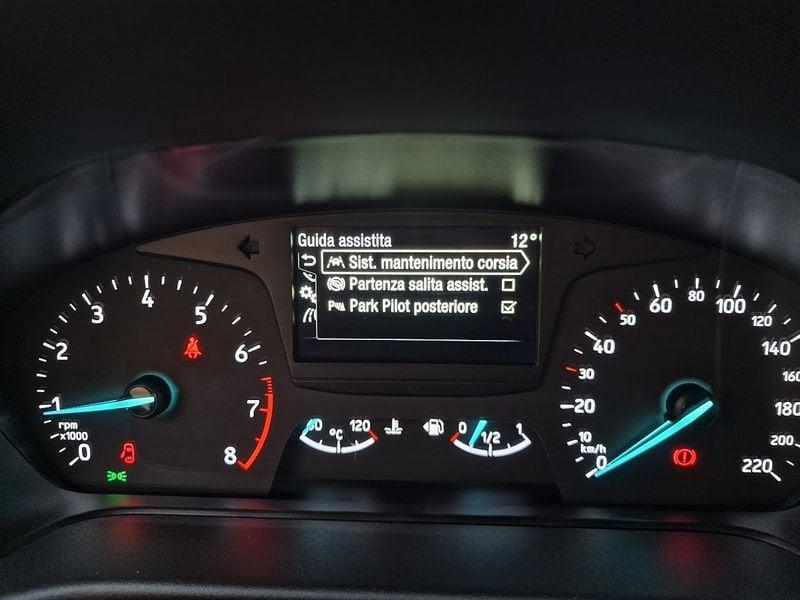 Guida assistita 12°
Sist. mantenimento corsia
Partenza salita assist.
Park Pilot posteriore
0 1 2 3 4 5 6 7 8
rpm
x1000
120
°C
0 1/2 1
0 10 20 30 40 50 60 80 100 120 140 160 180 200 220
km/h